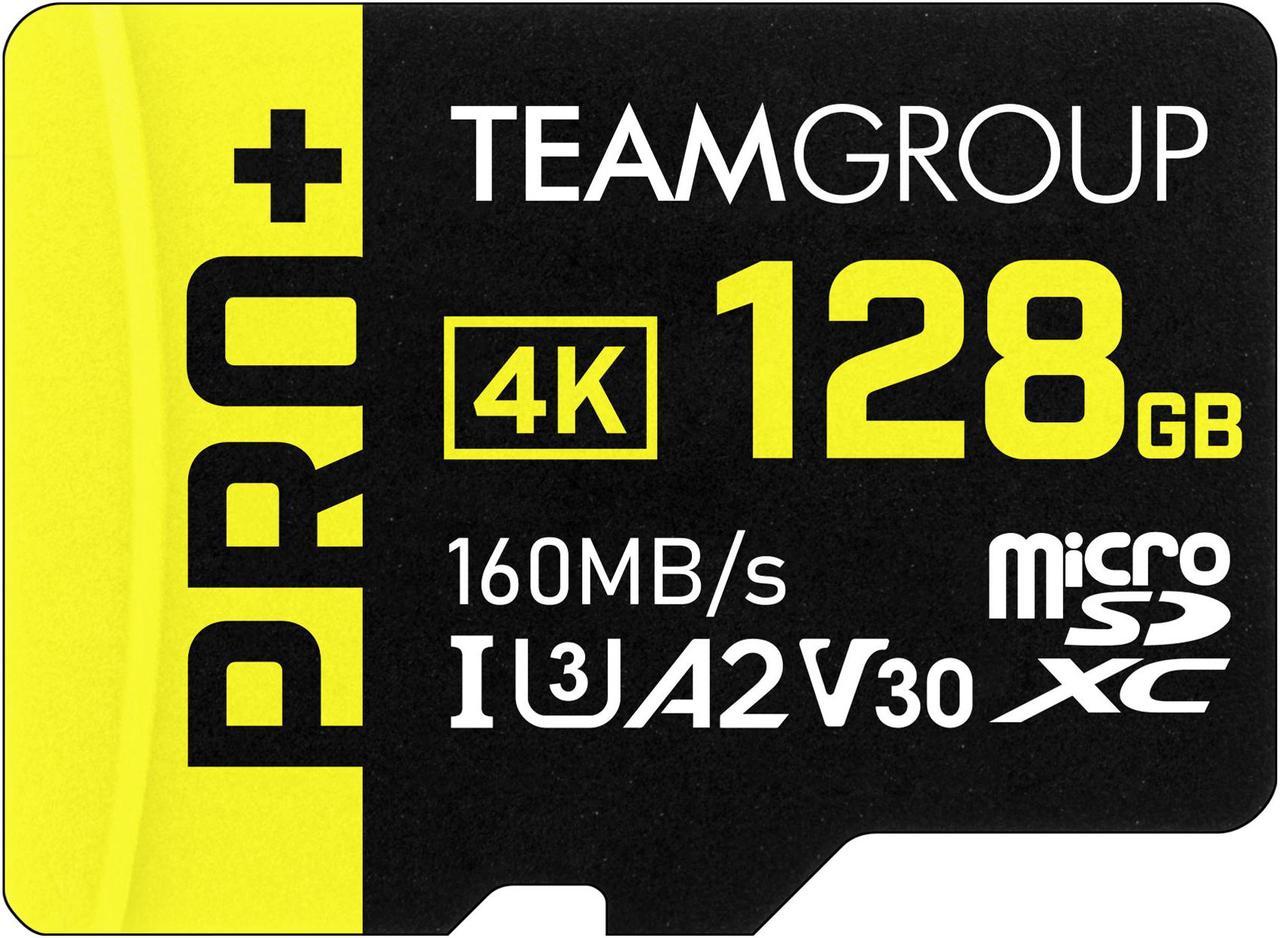 PRO+
TEAMGROUP
4K 128GB
160MB/s
micro
SD
XC
I U3 A2 V30